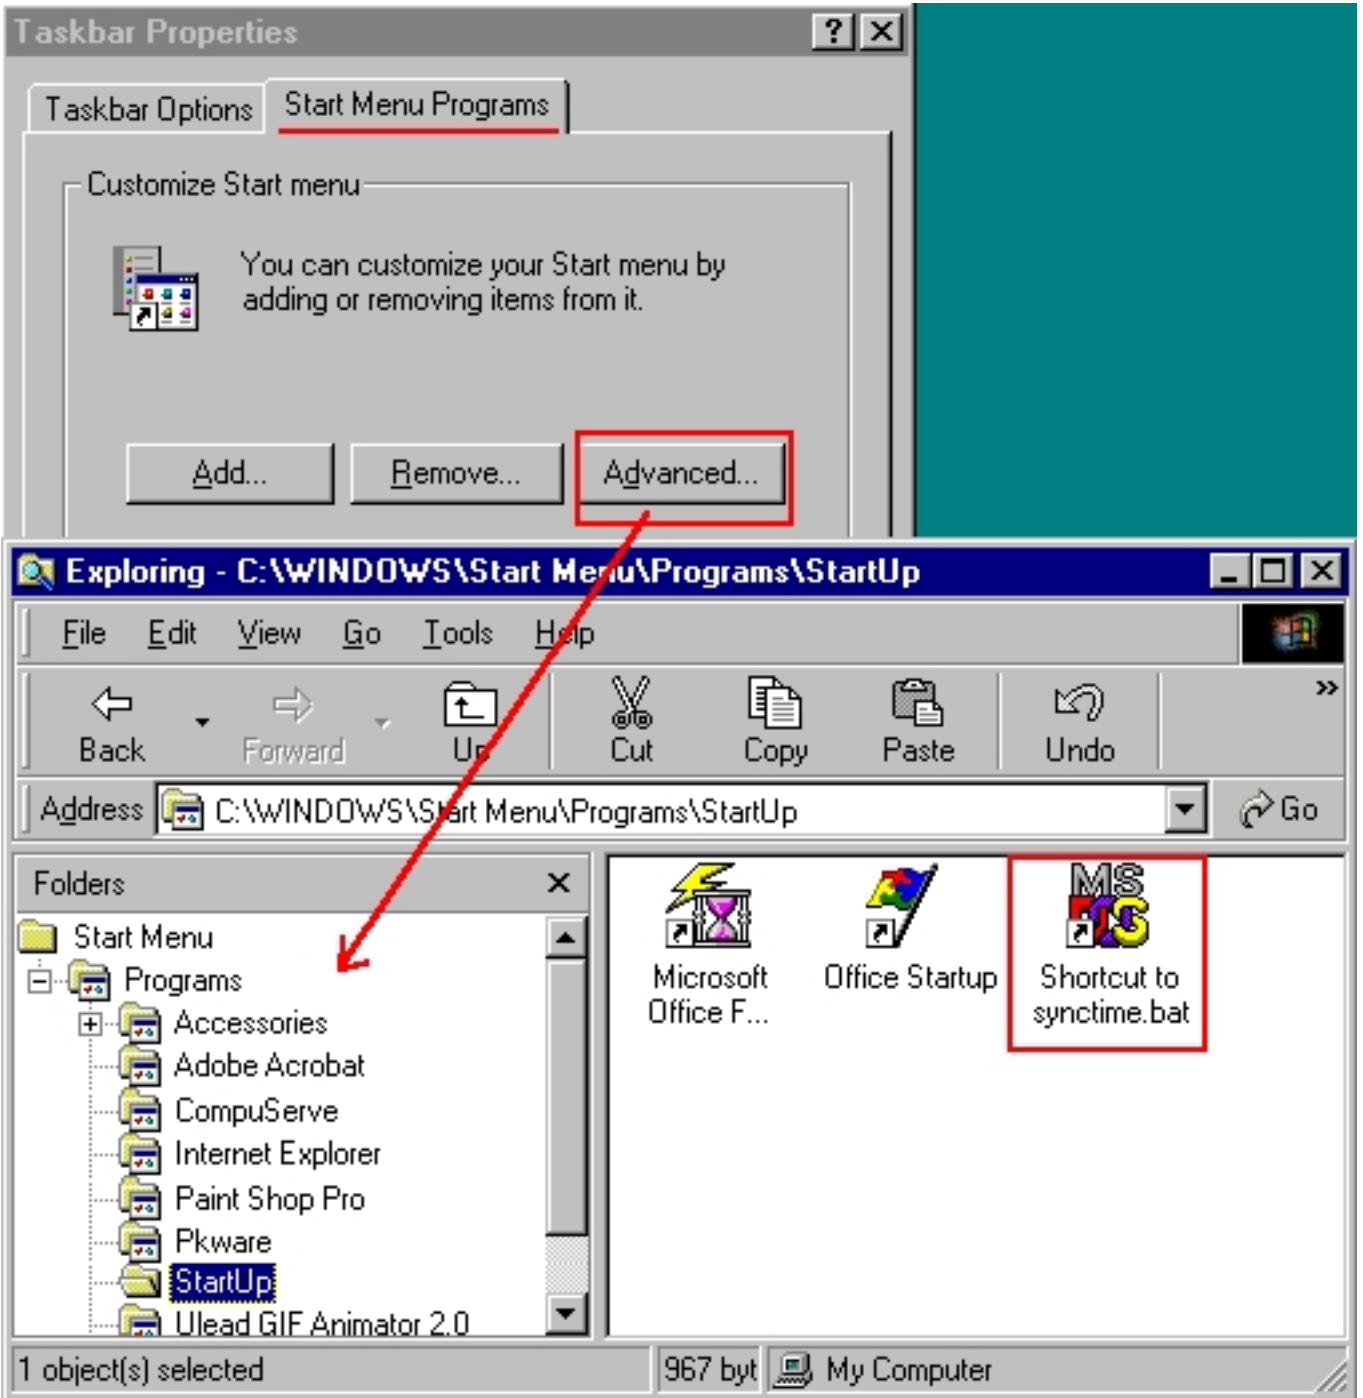 Taskbar Properties
Taskbar Options
Start Menu Programs
Customize Start menu
You can customize your Start menu by
adding or removing items from it.
Add...
Remove...
Advanced...
Exploring - C:\WINDOWS\Start Menu\Programs\StartUp
File Edit View Go Tools Help
Back Forward Up Cut Copy Paste Undo »
Address C:\WINDOWS\Start Menu\Programs\StartUp Go
Folders
Start Menu
Programs
Accessories
Adobe Acrobat
CompuServe
Internet Explorer
Paint Shop Pro
Pkware
StartUp
Ulead GIF Animator 2.0
Microsoft
Office F...
Office Startup
MS
DOS
Shortcut to
synctime.bat
1 object(s) selected
967 byt
My Computer